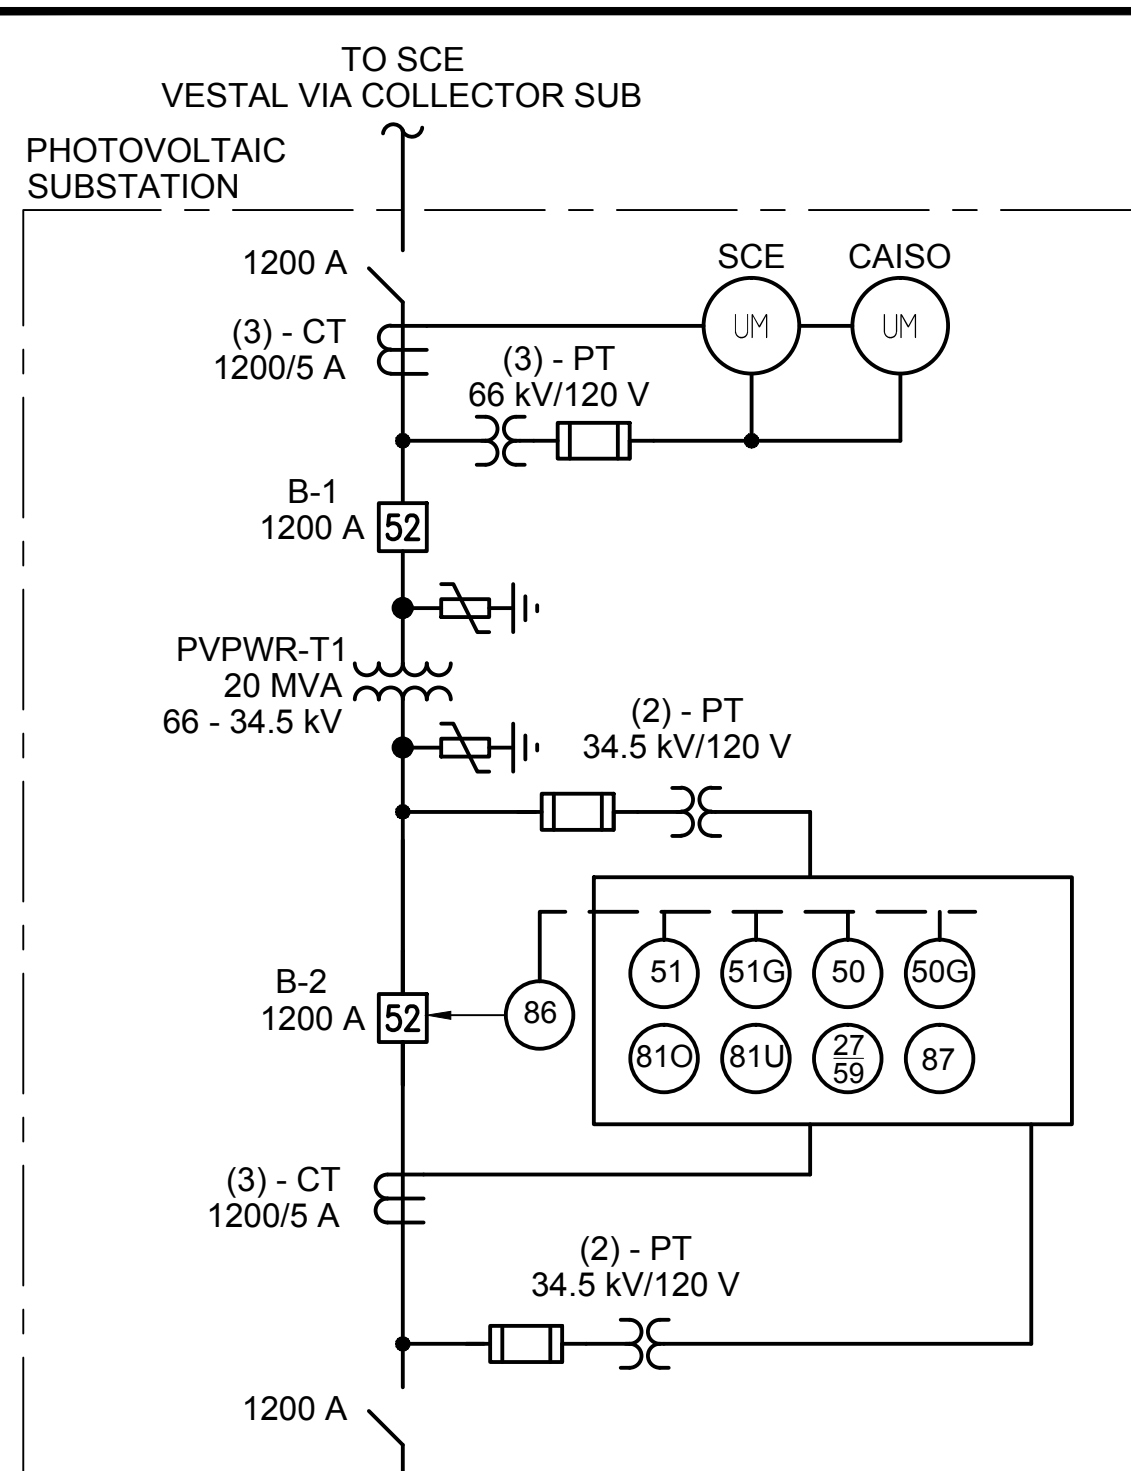 TO SCE
VESTAL VIA COLLECTOR SUB
PHOTOVOLTAIC
SUBSTATION
1200 A
SCE
CAISO
UM
UM
(3) - CT
1200/5 A
(3) - PT
66 kV/120 V
B-1
1200 A
52
PVPWR-T1
20 MVA
66 - 34.5 kV
(2) - PT
34.5 kV/120 V
51
51G
50
50G
B-2
1200 A
52
86
81O
81U
27
59
87
(3) - CT
1200/5 A
(2) - PT
34.5 kV/120 V
1200 A